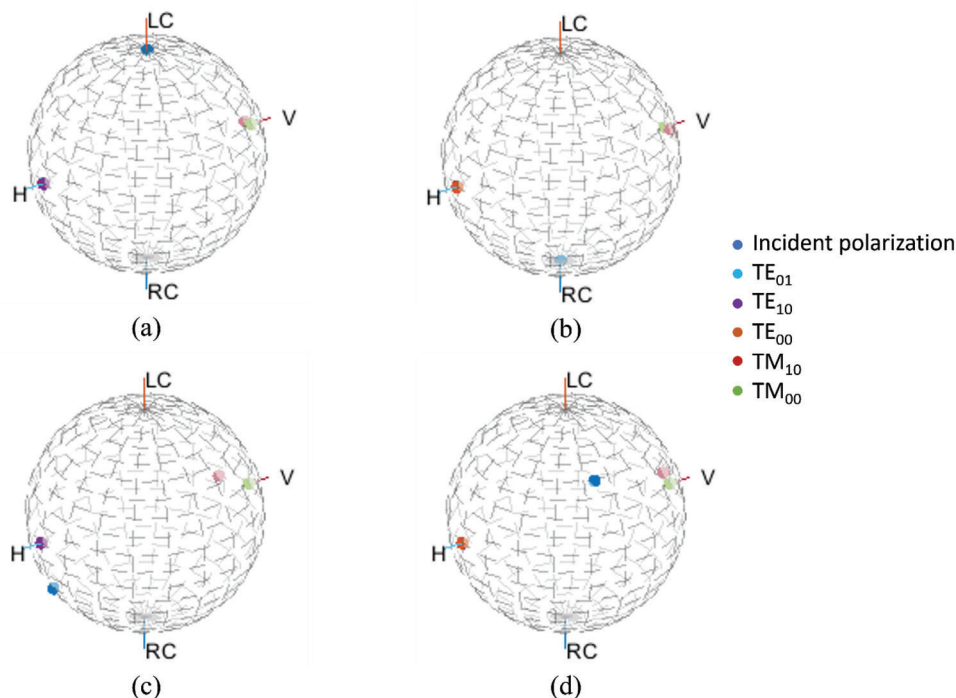 LC
V
H
RC
(a)
LC
V
H
RC
(b)
Incident polarization
TE01
TE10
TE00
TM10
TM00
LC
V
H
RC
(c)
LC
V
H
RC
(d)